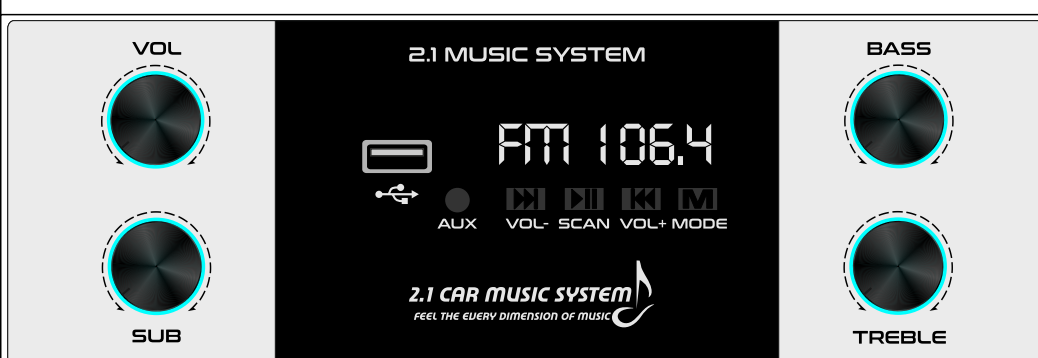 VOL
2.1 MUSIC SYSTEM
BASS
FM 106.4
AUX
VOL- SCAN VOL+ MODE
M
2.1 CAR MUSIC SYSTEM
FEEL THE EVERY DIMENSION OF MUSIC
SUB
TREBLE